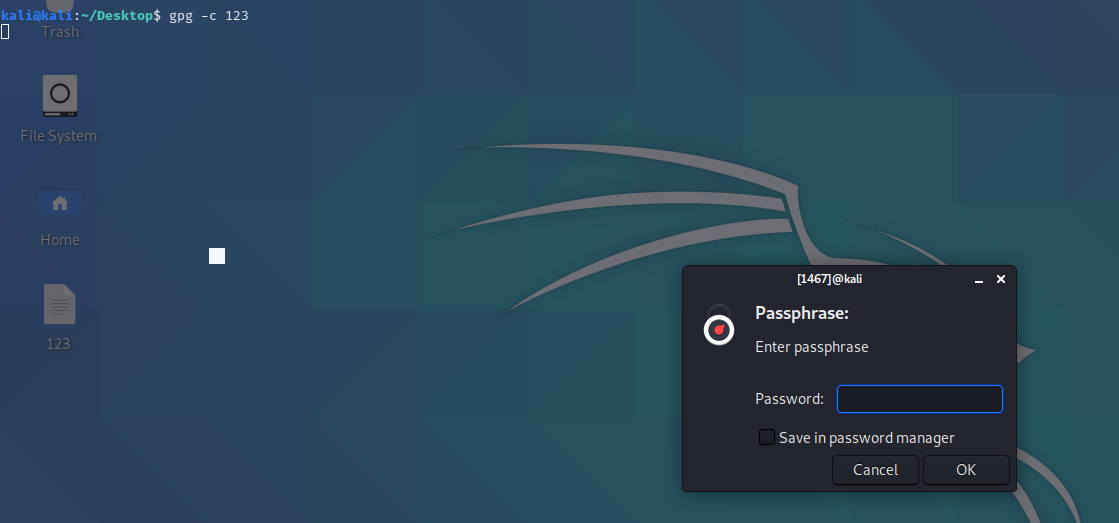 kali@kali:~/Desktop$ gpg -c 123
Trash
File System
Home
123
[1467]@kali
Passphrase:
Enter passphrase
Password:
Save in password manager
Cancel OK